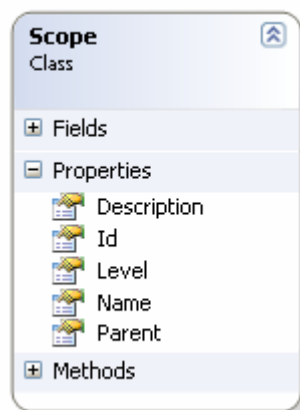 Scope
Class
Fields
Properties
Description
Id
Level
Name
Parent
Methods